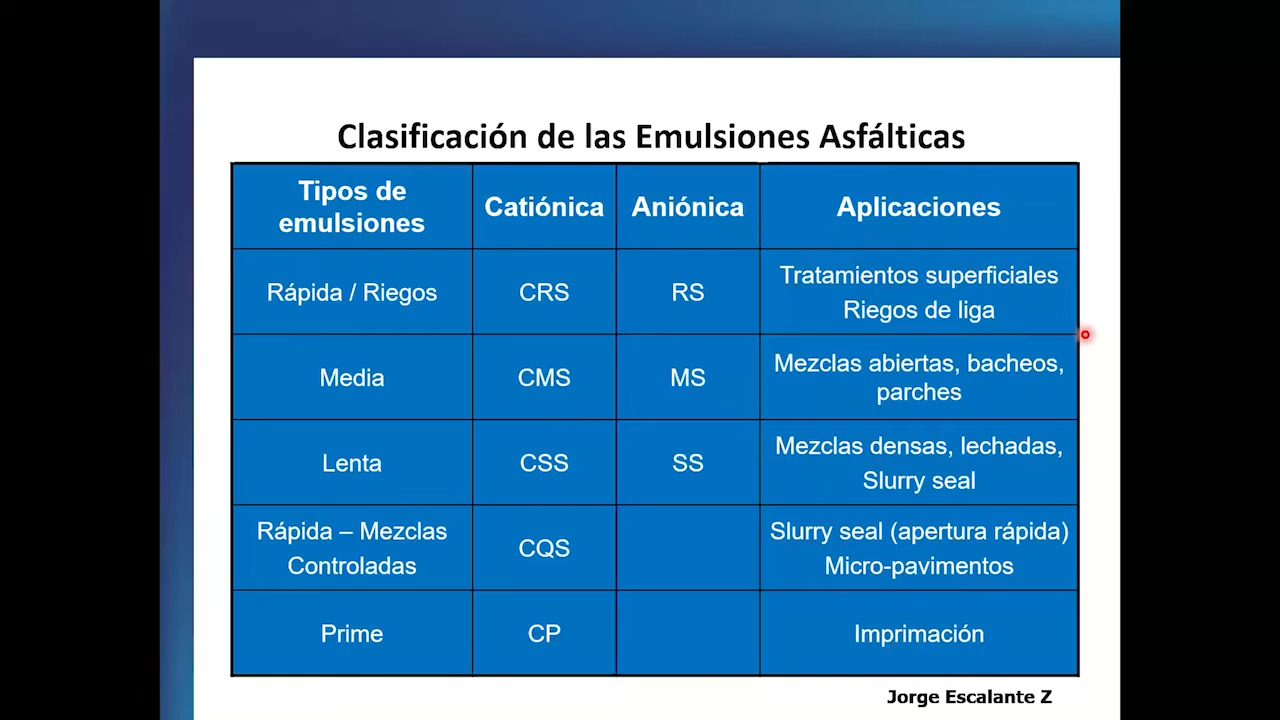 Clasificación de las Emulsiones Asfálticas
Tipos de
emulsiones
Catiónica
Aniónica
Aplicaciones
Rápida / Riegos
CRS
RS
Tratamientos superficiales
Riegos de liga
Media
CMS
MS
Mezclas abiertas, bacheos,
parches
Lenta
CSS
SS
Mezclas densas, lechadas,
Slurry seal
Rápida – Mezclas
Controladas
CQS
Slurry seal (apertura rápida)
Micro-pavimentos
Prime
CP
Imprimación
Jorge Escalante Z